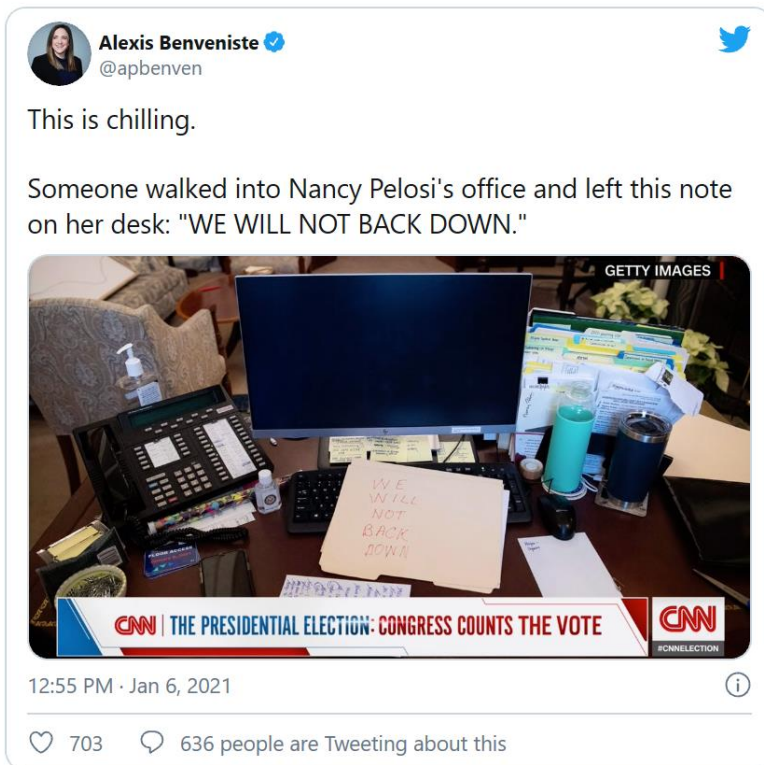 Alexis Benveniste
@apbenven
This is chilling.
Someone walked into Nancy Pelosi's office and left this note
on her desk: "WE WILL NOT BACK DOWN."
GETTY IMAGES
WE
WILL
NOT
BACK
DOWN
CNN | THE PRESIDENTIAL ELECTION: CONGRESS COUNTS THE VOTE
CNN
#CNNELECTION
12:55 PM · Jan 6, 2021
703
636 people are Tweeting about this